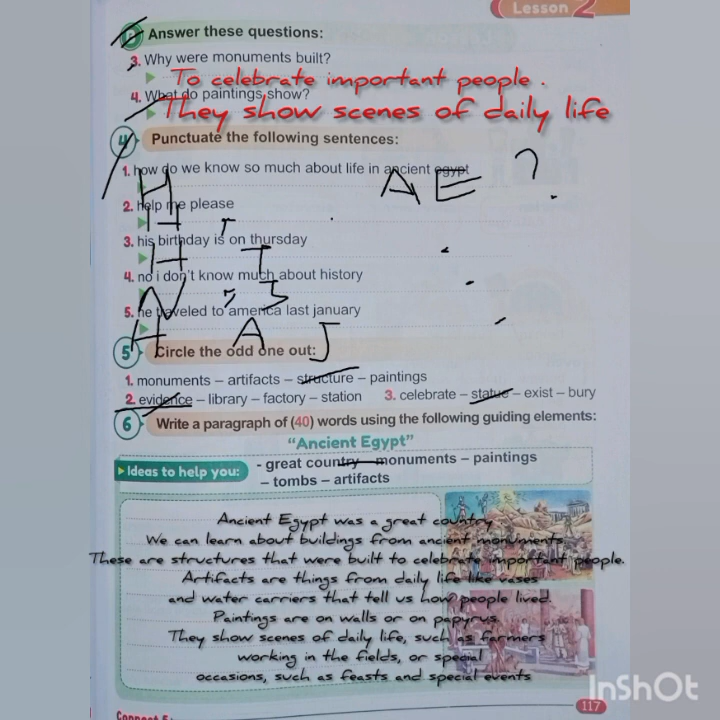 Lesson 2
Answer these questions:
3. Why were monuments built?
To celebrate important people.
4. What do paintings show?
They show scenes of daily life
4 Punctuate the following sentences:
1. how do we know so much about life in ancient egypt
H A E ?
2. help me please
H , .
3. his birthday is on thursday
H T .
4. no i don't know much about history
N , I .
5. he traveled to america last january
H A J .
5 Circle the odd one out:
1. monuments – artifacts – structure – paintings
2. evidence – library – factory – station 3. celebrate – statue – exist – bury
6 Write a paragraph of (40) words using the following guiding elements:
"Ancient Egypt"
Ideas to help you:
- great country – monuments – paintings
– tombs – artifacts
Ancient Egypt was a great country
We can learn about buildings from ancient monuments
These are structures that were built to celebrate important people.
Artifacts are things from daily life like vases
and water carriers that tell us how people lived.
Paintings are on walls or on papyrus
They show scenes of daily life, such as farmers
working in the fields, or special
occasions, such as feasts and special events
InShOt
117